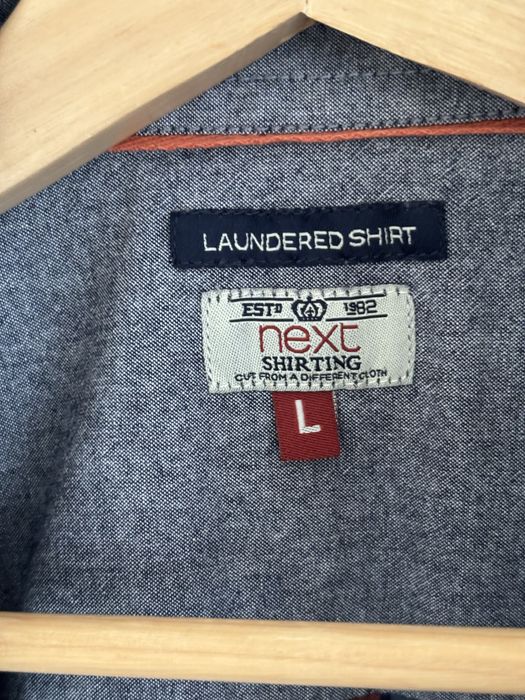 LAUNDERED SHIRT
ESTD 1982
next
SHIRTING
CUT FROM A DIFFERENT CLOTH
L